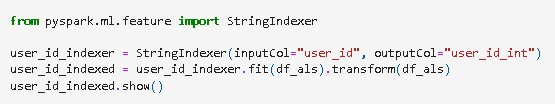 from pyspark.ml.feature import StringIndexer
user_id_indexer = StringIndexer(inputCol="user_id", outputCol="user_id_int")
user_id_indexed = user_id_indexer.fit(df_als).transform(df_als)
user_id_indexed.show()